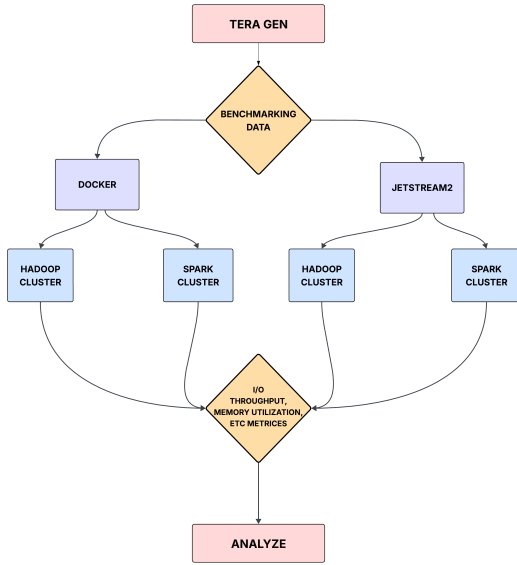 TERA GEN
BENCHMARKING
DATA
DOCKER
JETSTREAM2
HADOOP
CLUSTER
SPARK
CLUSTER
HADOOP
CLUSTER
SPARK
CLUSTER
I/O
THROUGHPUT,
MEMORY UTILIZATION,
ETC METRICES
ANALYZE